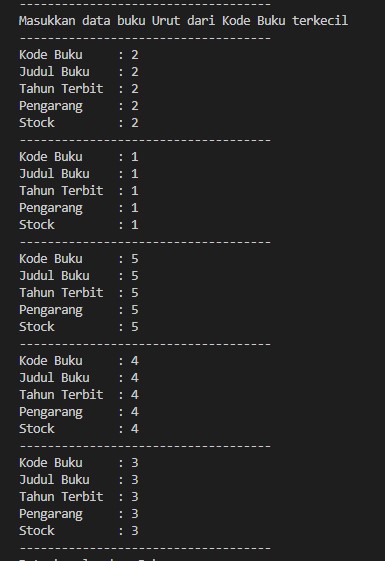 ------------------------------------
Masukkan data buku Urut dari Kode Buku terkecil
------------------------------------
Kode Buku     : 2
Judul Buku    : 2
Tahun Terbit  : 2
Pengarang     : 2
Stock         : 2
------------------------------------
Kode Buku     : 1
Judul Buku    : 1
Tahun Terbit  : 1
Pengarang     : 1
Stock         : 1
------------------------------------
Kode Buku     : 5
Judul Buku    : 5
Tahun Terbit  : 5
Pengarang     : 5
Stock         : 5
------------------------------------
Kode Buku     : 4
Judul Buku    : 4
Tahun Terbit  : 4
Pengarang     : 4
Stock         : 4
------------------------------------
Kode Buku     : 3
Judul Buku    : 3
Tahun Terbit  : 3
Pengarang     : 3
Stock         : 3
------------------------------------